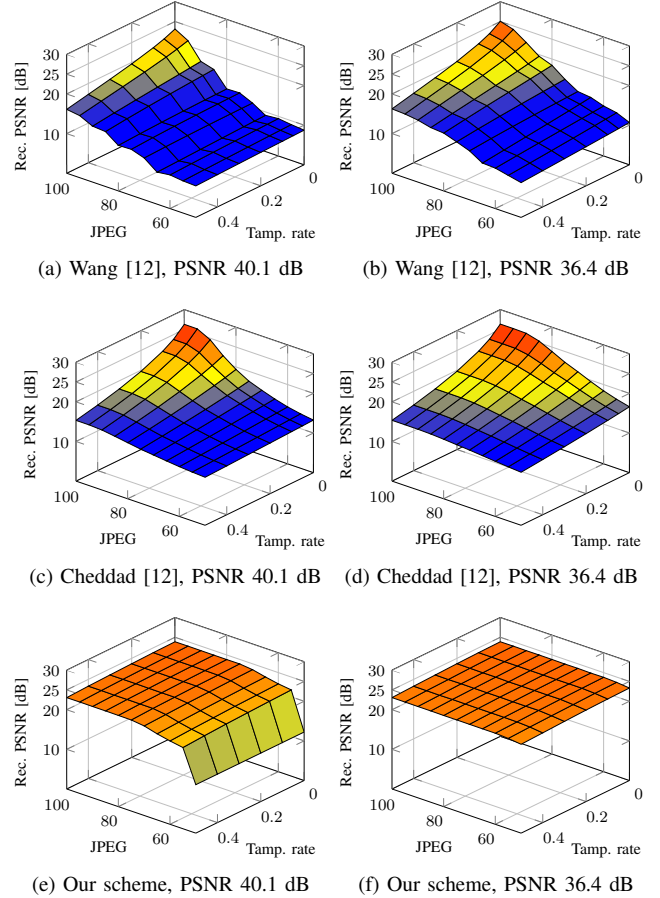 30
25
20
10
Rec. PSNR [dB]
100
80
60
JPEG
0.4
0.2
0
Tamp. rate
(a) Wang [12], PSNR 40.1 dB
30
25
20
10
Rec. PSNR [dB]
100
80
60
JPEG
0.4
0.2
0
Tamp. rate
(b) Wang [12], PSNR 36.4 dB
30
25
20
10
Rec. PSNR [dB]
100
80
60
JPEG
0.4
0.2
0
Tamp. rate
(c) Cheddad [12], PSNR 40.1 dB
30
25
20
10
Rec. PSNR [dB]
100
80
60
JPEG
0.4
0.2
0
Tamp. rate
(d) Cheddad [12], PSNR 36.4 dB
30
25
20
10
Rec. PSNR [dB]
100
80
60
JPEG
0.4
0.2
0
Tamp. rate
(e) Our scheme, PSNR 40.1 dB
30
25
20
10
Rec. PSNR [dB]
100
80
60
JPEG
0.4
0.2
0
Tamp. rate
(f) Our scheme, PSNR 36.4 dB